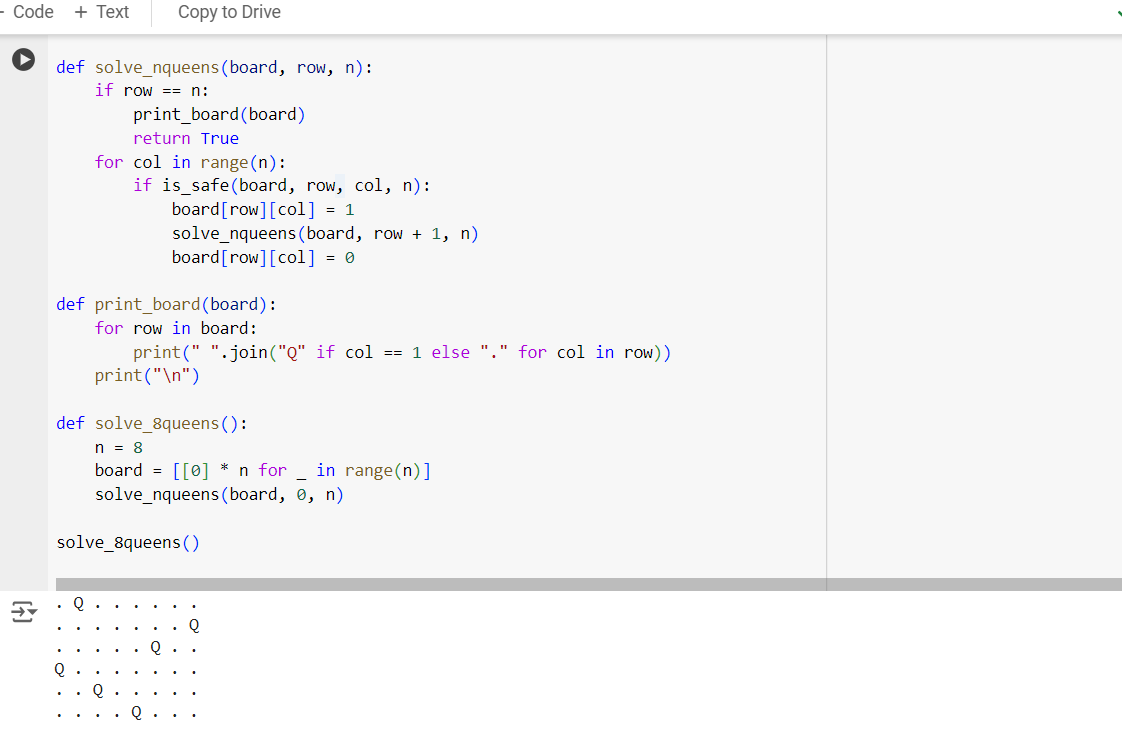 Code + Text Copy to Drive
def solve_nqueens(board, row, n):
    if row == n:
        print_board(board)
        return True
    for col in range(n):
        if is_safe(board, row, col, n):
            board[row][col] = 1
            solve_nqueens(board, row + 1, n)
            board[row][col] = 0

def print_board(board):
    for row in board:
        print(" ".join("Q" if col == 1 else "." for col in row))
    print("\n")

def solve_8queens():
    n = 8
    board = [[0] * n for _ in range(n)]
    solve_nqueens(board, 0, n)

solve_8queens()
. Q . . . . . .
. . . . . . . Q
. . . . . Q . .
Q . . . . . . .
. . Q . . . . .
. . . . Q . . .